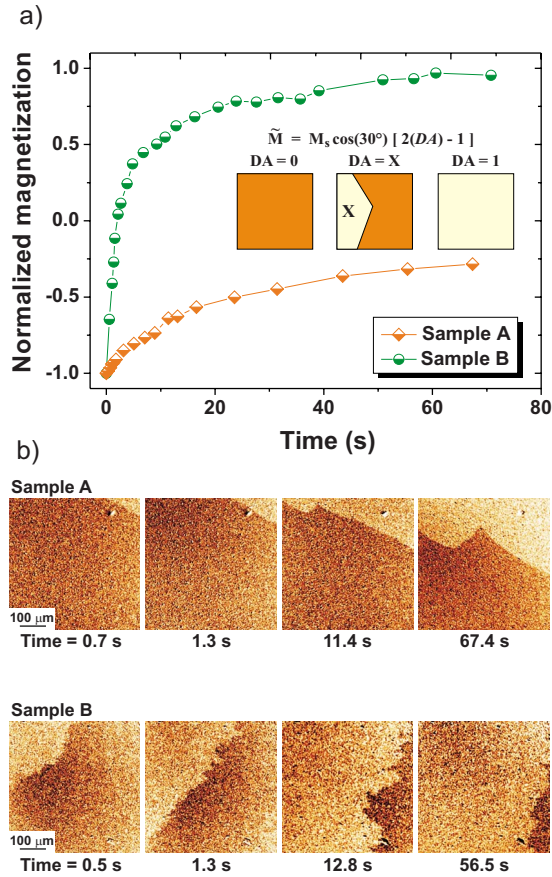 a)
Normalized magnetization
1.0
0.5
0.0
-0.5
-1.0
M̃ = Mₛ cos(30°) [ 2(DA) - 1 ]
DA = 0 DA = X DA = 1
X
Sample A
Sample B
0 20 40 60 80
Time (s)
b)
Sample A
100 μm
Time = 0.7 s 1.3 s 11.4 s 67.4 s
Sample B
100 μm
Time = 0.5 s 1.3 s 12.8 s 56.5 s